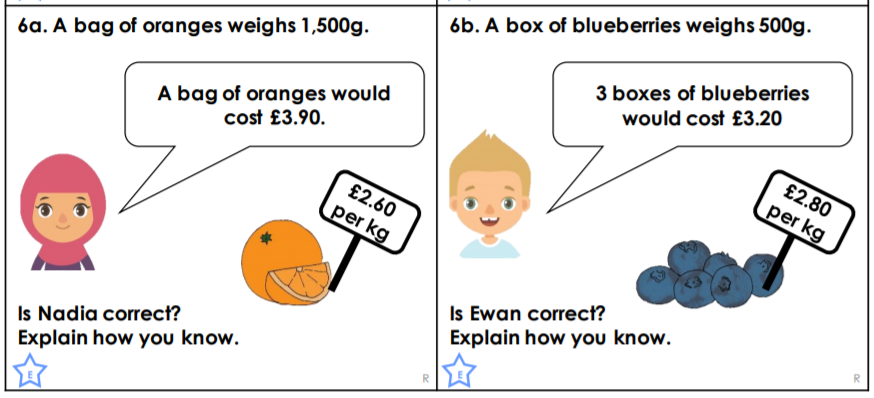 6a. A bag of oranges weighs 1,500g.
A bag of oranges would
cost £3.90.
£2.60
per kg
Is Nadia correct?
Explain how you know.
E
R
6b. A box of blueberries weighs 500g.
3 boxes of blueberries
would cost £3.20
£2.80
per kg
Is Ewan correct?
Explain how you know.
E
R